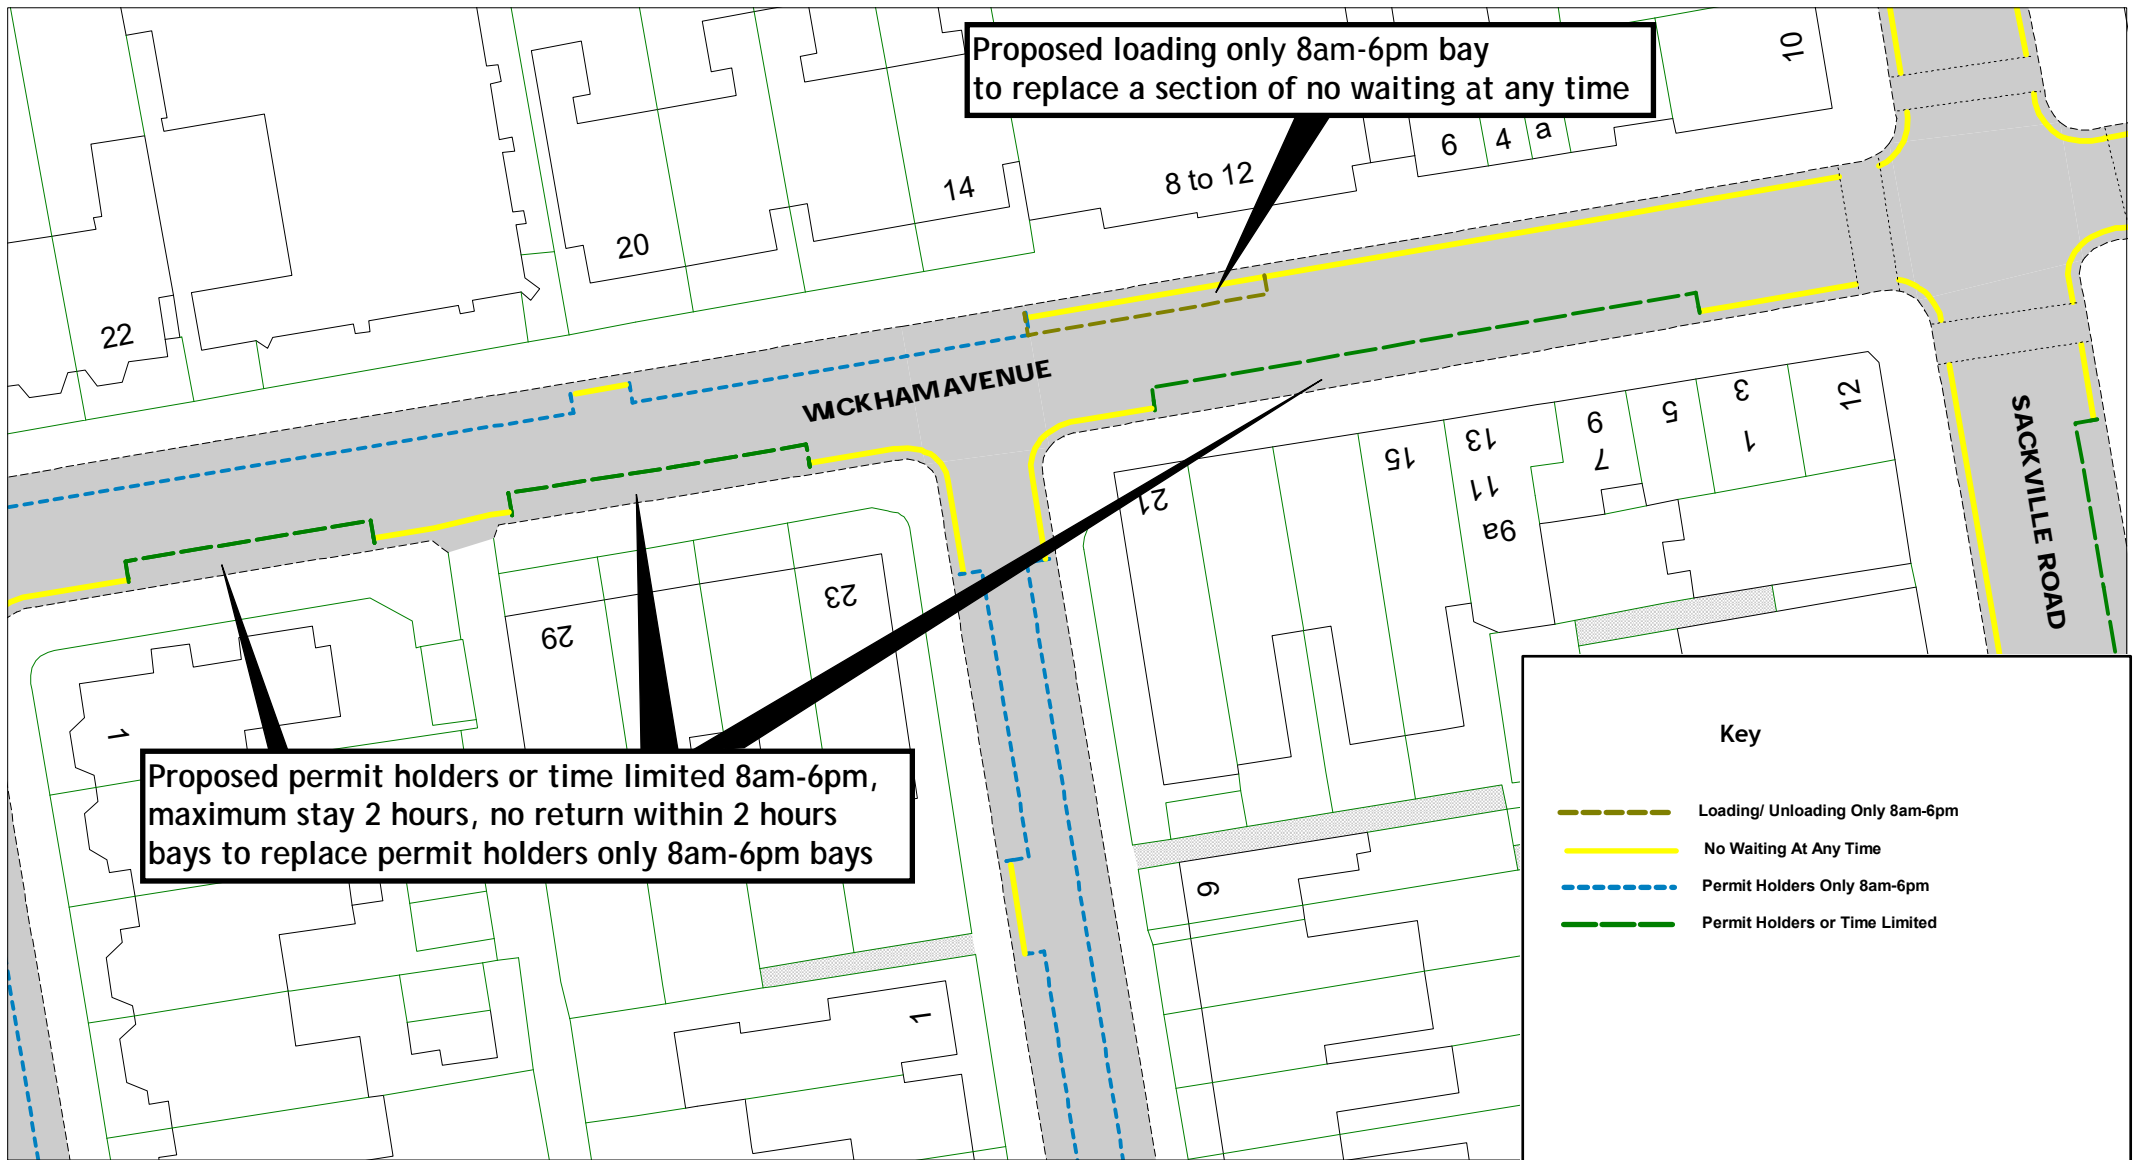 Proposed loading only 8am-6pm bay
to replace a section of no waiting at any time
10
6
4
a
8 to 12
14
20
22
WICKHAM AVENUE
SACKVILLE ROAD
12
3
1
5
9
7
13
11
9a
15
21
23
29
1
Proposed permit holders or time limited 8am-6pm,
maximum stay 2 hours, no return within 2 hours
bays to replace permit holders only 8am-6pm bays
9
1
Key
Loading/ Unloading Only 8am-6pm
No Waiting At Any Time
Permit Holders Only 8am-6pm
Permit Holders or Time Limited